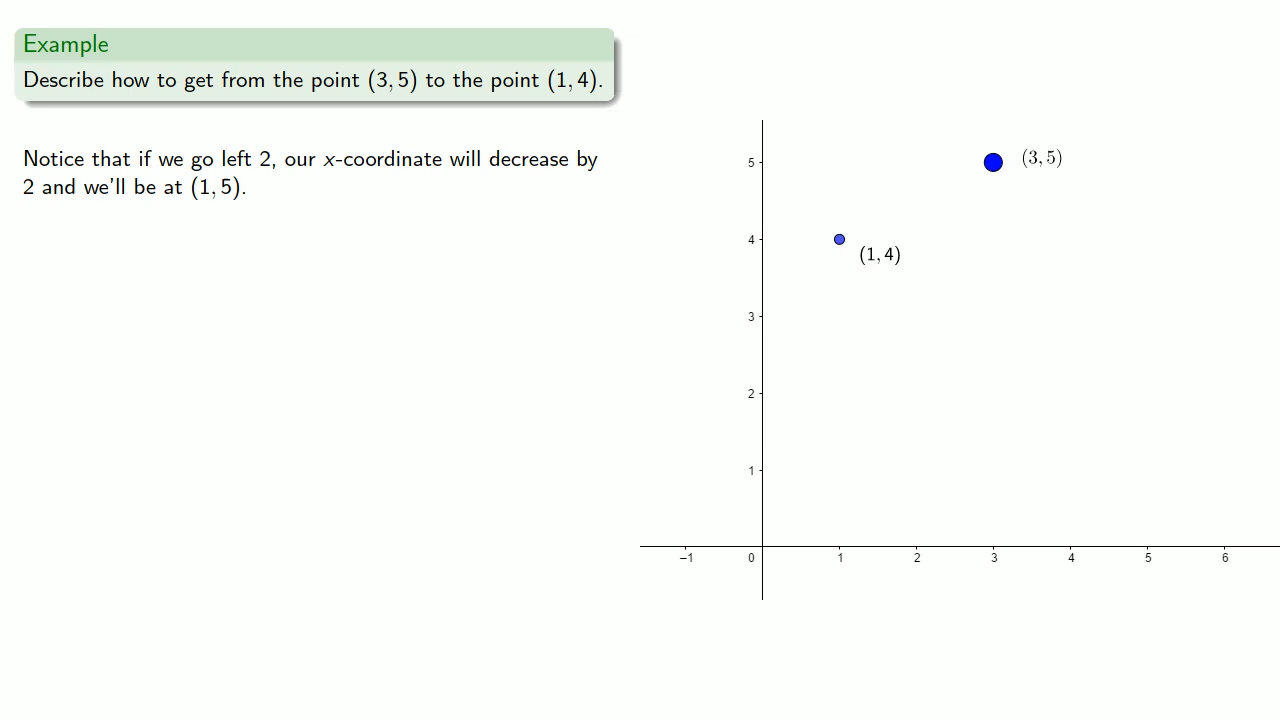 Example
Describe how to get from the point (3, 5) to the point (1, 4).
Notice that if we go left 2, our x-coordinate will decrease by
2 and we'll be at (1, 5).
5
(3, 5)
4
(1, 4)
3
2
1
−1 0 1 2 3 4 5 6